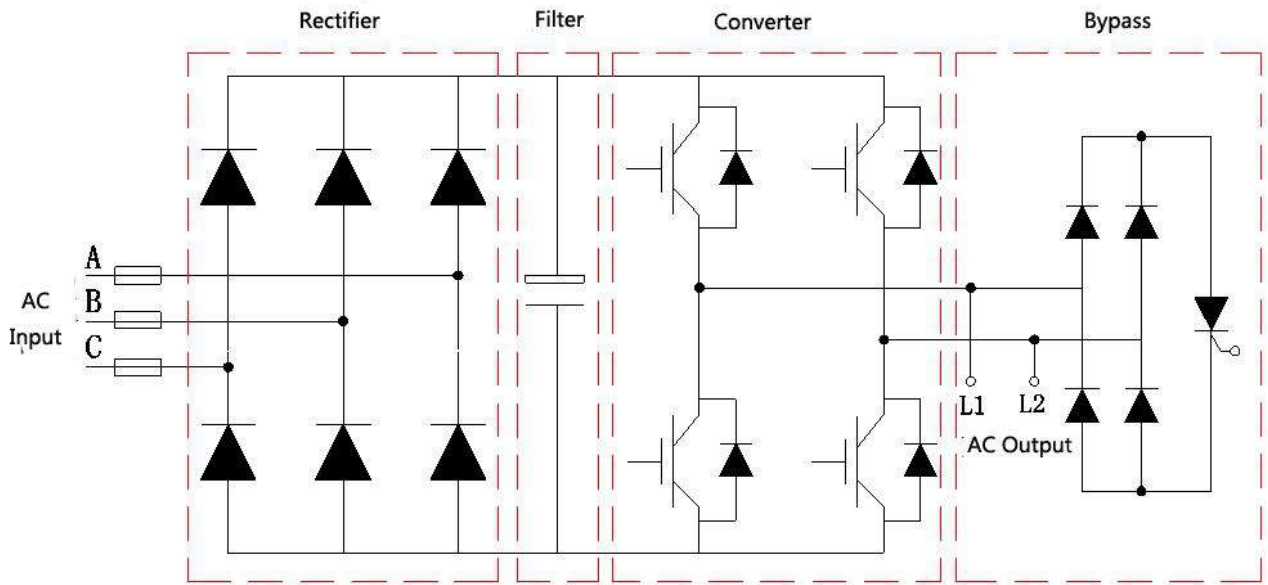 Rectifier
Filter
Converter
Bypass
A
AC
B
Input
C
L1
L2
AC Output